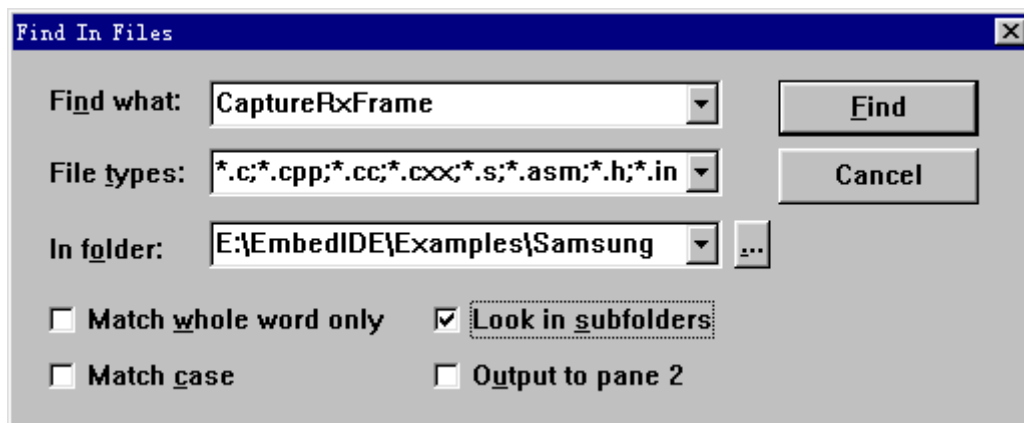 Find In Files
Find what: CaptureRxFrame Find
File types: *.c;*.cpp;*.cc;*.cxx;*.s;*.asm;*.h;*.in Cancel
In folder: E:\EmbedIDE\Examples\Samsung ...
Match whole word only Look in subfolders
Match case Output to pane 2